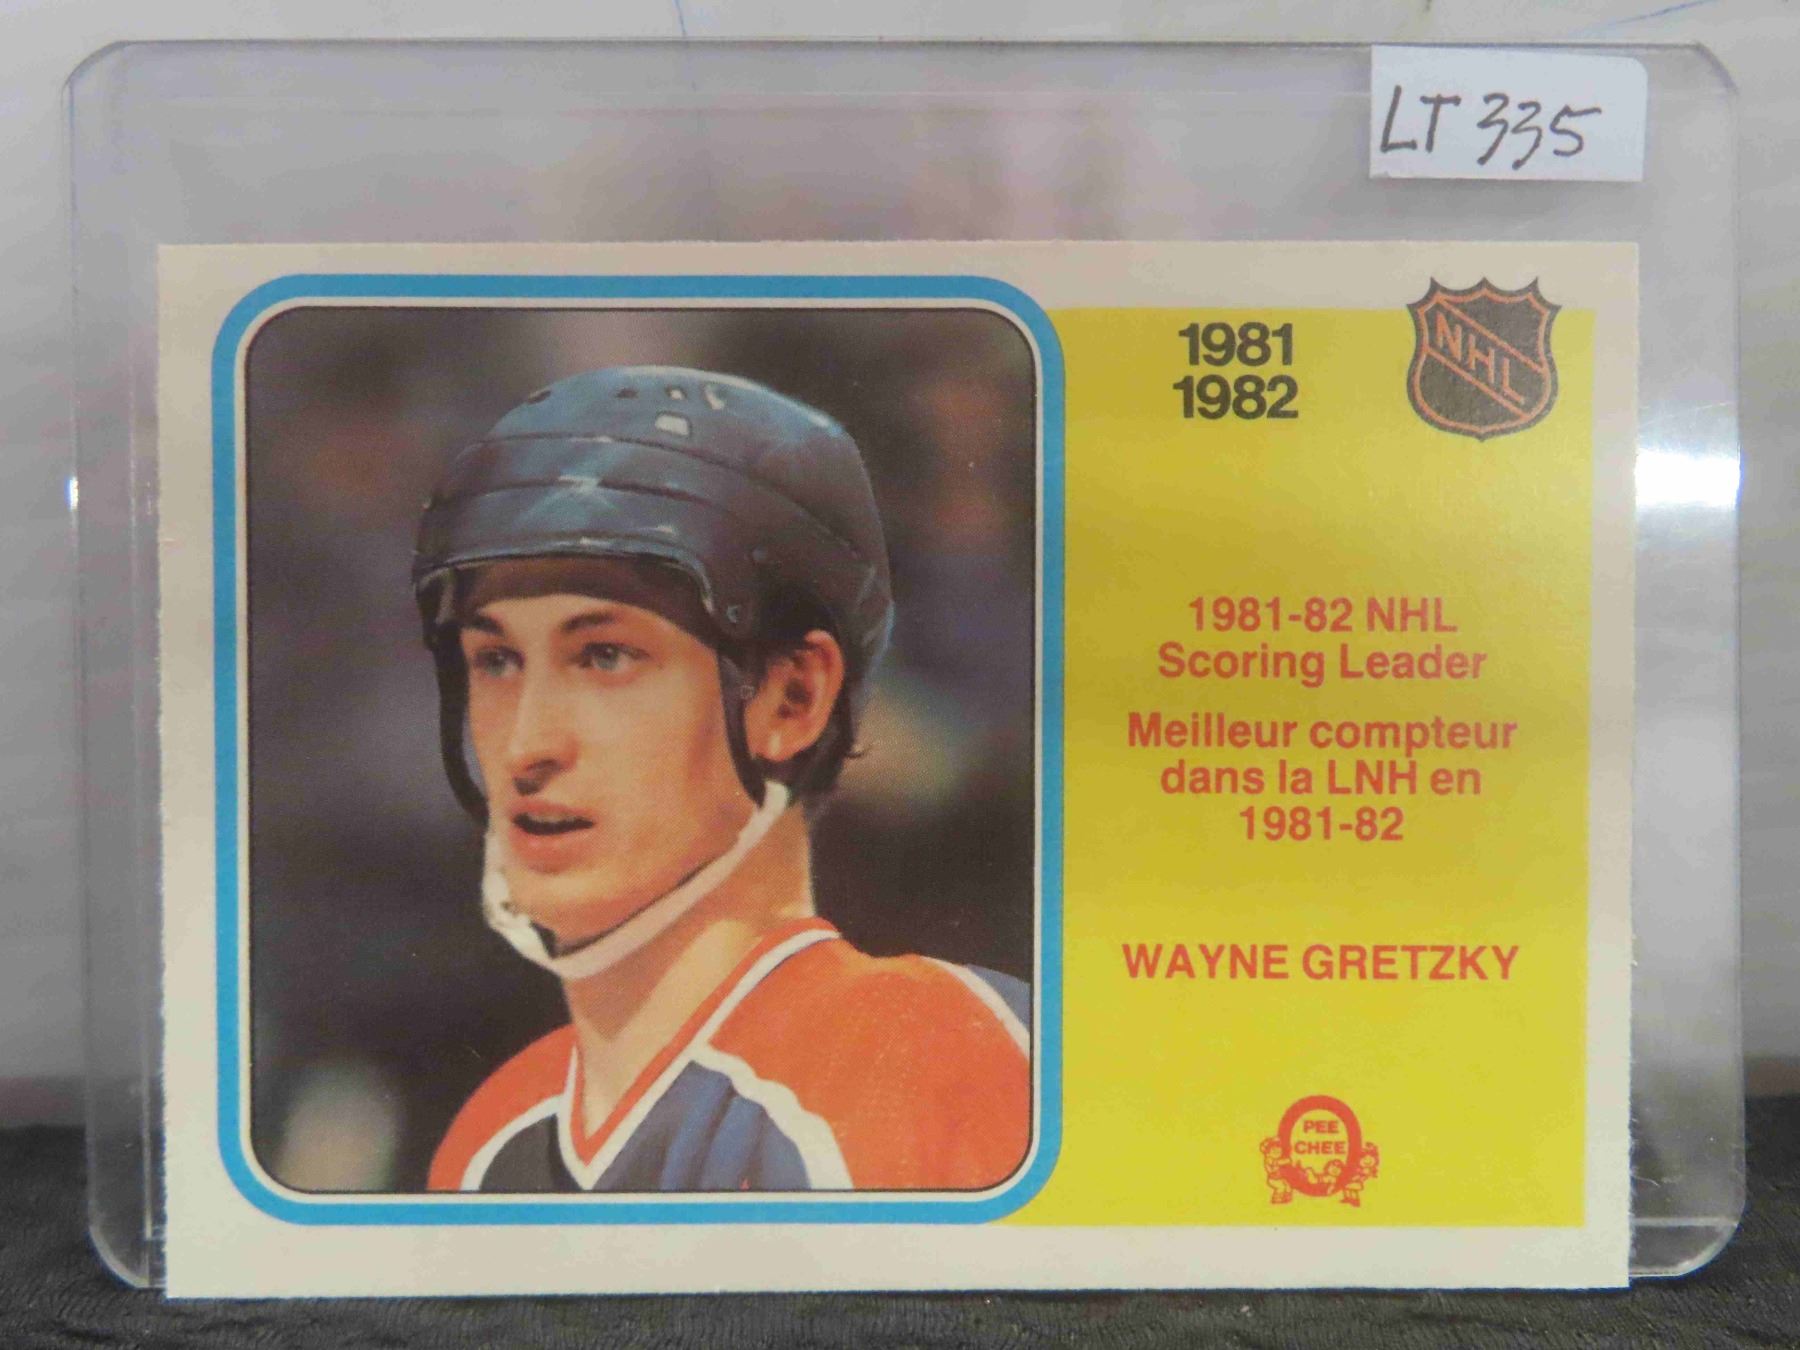 LT 335
1981
1982
NHL
1981-82 NHL
Scoring Leader
Meilleur compteur
dans la LNH en
1981-82
WAYNE GRETZKY
PEE
CHEE